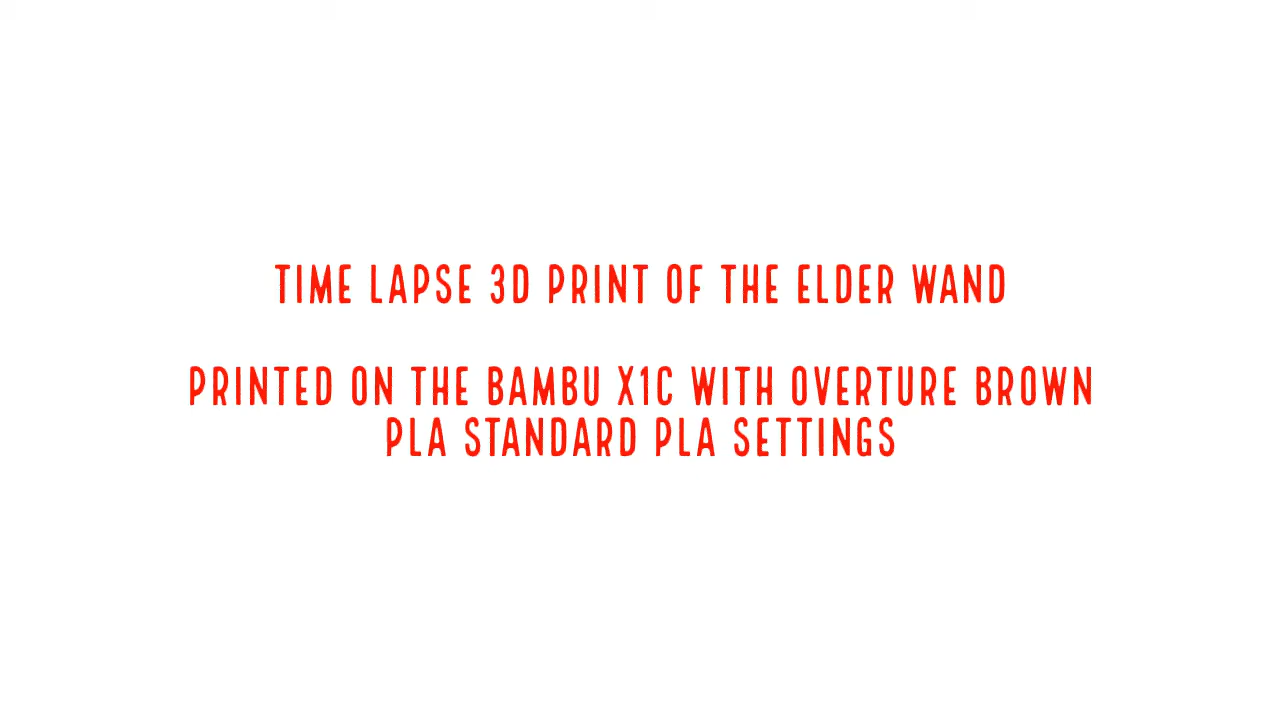 TIME LAPSE 3D PRINT OF THE ELDER WAND
PRINTED ON THE BAMBU X1C WITH OVERTURE BROWN
PLA STANDARD PLA SETTINGS